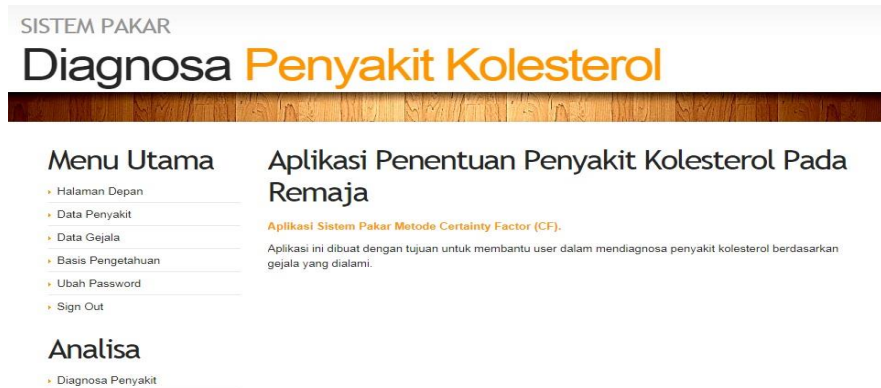 SISTEM PAKAR
Diagnosa Penyakit Kolesterol
Menu Utama
Halaman Depan
Data Penyakit
Data Gejala
Basis Pengetahuan
Ubah Password
Sign Out
Analisa
Diagnosa Penyakit
Aplikasi Penentuan Penyakit Kolesterol Pada
Remaja
Aplikasi Sistem Pakar Metode Certainty Factor (CF).
Aplikasi ini dibuat dengan tujuan untuk membantu user dalam mendiagnosa penyakit kolesterol berdasarkan
gejala yang dialami.